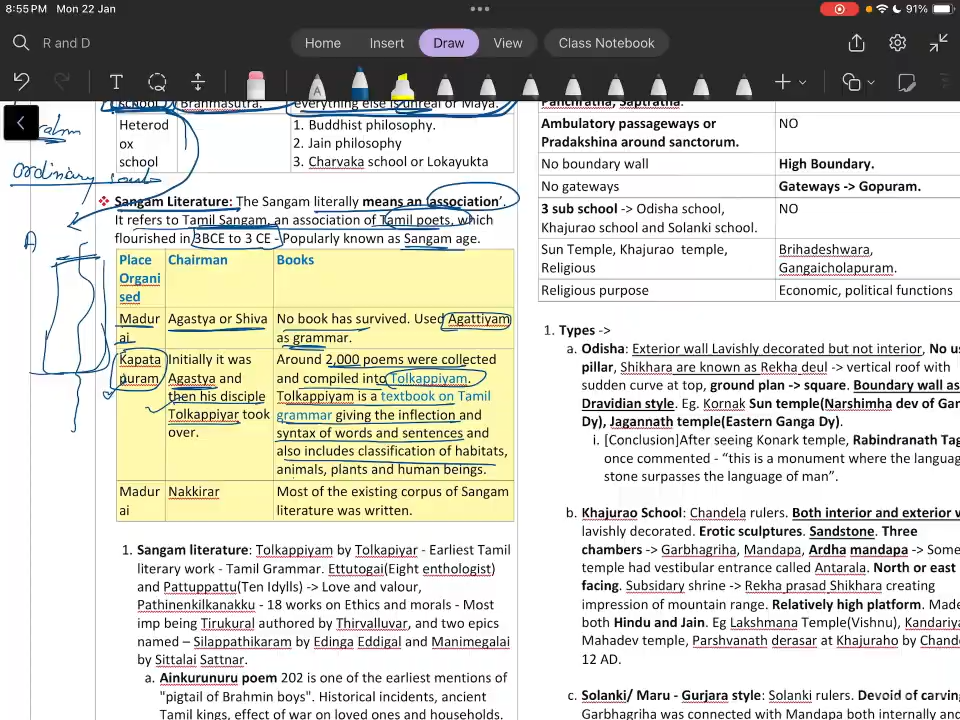 8:55 PM Mon 22 Jan
91%
R and D
Home Insert Draw View
Class Notebook
school
Brahmasutra.
everything else is unreal or Maya.
Heterod
ox
school
1. Buddhist philosophy.
2. Jain philosophy
3. Charvaka school or Lokayukta
ordinary
Sangam Literature: The Sangam literally means an 'association'.
It refers to Tamil Sangam, an association of Tamil poets, which
flourished in 3BCE to 3 CE - Popularly known as Sangam age.
A
Place
Organi
sed
Chairman
Books
Madur
ai
Agastya or Shiva
No book has survived. Used Agattiyam
as grammar.
Kapata
puram
Initially it was
Agastya and
then his disciple
Tolkappiyar took
over.
Around 2,000 poems were collected
and compiled into Tolkappiyam.
Tolkappiyam is a textbook on Tamil
grammar giving the inflection and
syntax of words and sentences and
also includes classification of habitats,
animals, plants and human beings.
Madur
ai
Nakkirar
Most of the existing corpus of Sangam
literature was written.
1. Sangam literature: Tolkappiyam by Tolkapiyar - Earliest Tamil
literary work - Tamil Grammar. Ettutogai(Eight enthologist)
and Pattuppattu(Ten Idylls) -> Love and valour,
Pathinenkilkanakku - 18 works on Ethics and morals - Most
imp being Tirukural authored by Thirvalluvar, and two epics
named – Silappathikaram by Edinga Eddigal and Manimegalai
by Sittalai Sattnar.
a. Ainkurunuru poem 202 is one of the earliest mentions of
"pigtail of Brahmin boys". Historical incidents, ancient
Tamil kings, effect of war on loved ones and households.
Panchratha, Saptratha.
Ambulatory passageways or
Pradakshina around sanctorum.
NO
No boundary wall
High Boundary.
No gateways
Gateways -> Gopuram.
3 sub school -> Odisha school,
Khajurao school and Solanki school.
NO
Sun Temple, Khajurao temple,
Religious
Brihadeshwara,
Gangaicholapuram.
Religious purpose
Economic, political functions
1. Types ->
a. Odisha: Exterior wall Lavishly decorated but not interior, No us
pillar, Shikhara are known as Rekha deul -> vertical roof with
sudden curve at top, ground plan -> square. Boundary wall as
Dravidian style. Eg. Kornak Sun temple(Narshimha dev of Gan
Dy), Jagannath temple(Eastern Ganga Dy).
i. [Conclusion]After seeing Konark temple, Rabindranath Tag
once commented - “this is a monument where the languag
stone surpasses the language of man”.
b. Khajurao School: Chandela rulers. Both interior and exterior w
lavishly decorated. Erotic sculptures. Sandstone. Three
chambers -> Garbhagriha, Mandapa, Ardha mandapa -> Some
temple had vestibular entrance called Antarala. North or east
facing. Subsidary shrine -> Rekha prasad Shikhara creating
impression of mountain range. Relatively high platform. Made
both Hindu and Jain. Eg Lakshmana Temple(Vishnu), Kandariya
Mahadev temple, Parshvanath derasar at Khajuraho by Chande
12 AD.
c. Solanki/ Maru - Gurjara style: Solanki rulers. Devoid of carving
Garbhagriha was connected with Mandapa both internally and